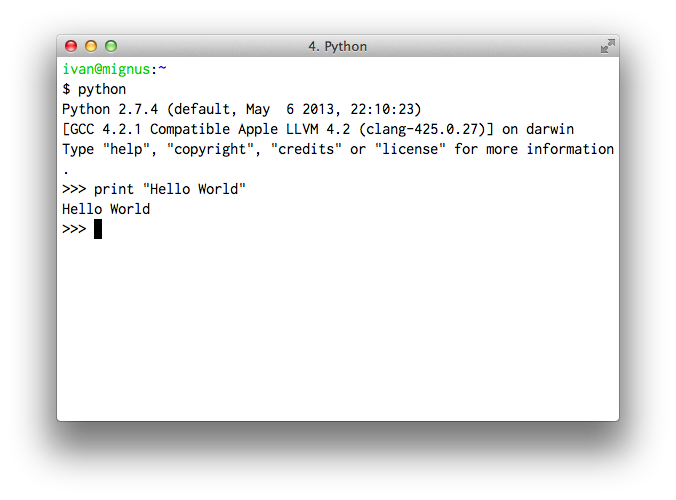 4. Python
ivan@mignus:~
$ python
Python 2.7.4 (default, May  6 2013, 22:10:23)
[GCC 4.2.1 Compatible Apple LLVM 4.2 (clang-425.0.27)] on darwin
Type "help", "copyright", "credits" or "license" for more information
.
>>> print "Hello World"
Hello World
>>>